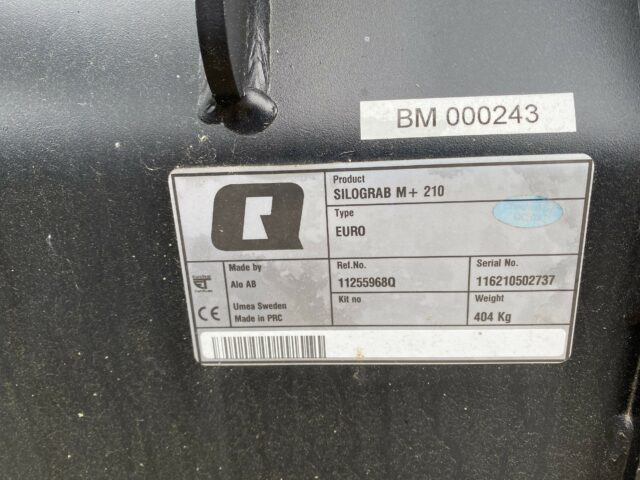 BM 000243
Product
SILOGRAB M+ 210
Type
EURO
Made by
Alo AB
Umea Sweden
Made in PRC
CE
Ref.No.
11255968Q
Serial No.
116210502737
Kit no
Weight
404 Kg